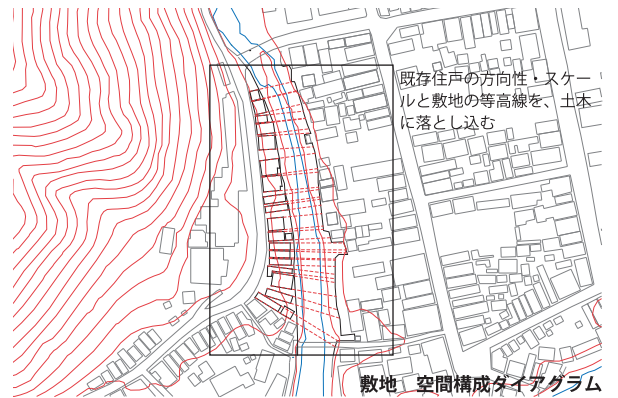 既存住戸の方向性・スケー
ルと敷地の等高線を、土木
に落とし込む
敷地　空間構成ダイアグラム